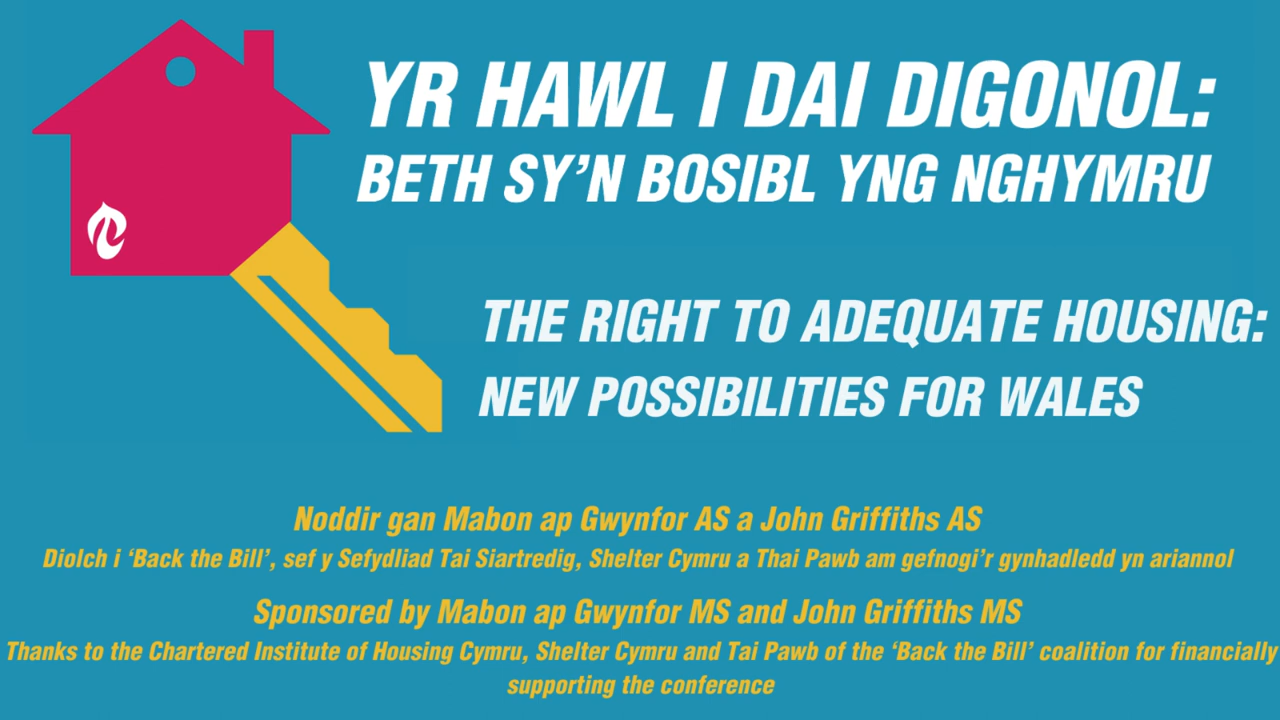 YR HAWL I DAI DIGONOL:
BETH SY'N BOSIBL YNG NGHYMRU
THE RIGHT TO ADEQUATE HOUSING:
NEW POSSIBILITIES FOR WALES
Noddir gan Mabon ap Gwynfor AS a John Griffiths AS
Diolch i 'Back the Bill', sef y Sefydliad Tai Siartredig, Shelter Cymru a Thai Pawb am gefnogi'r gynhadledd yn ariannol
Sponsored by Mabon ap Gwynfor MS and John Griffiths MS
Thanks to the Chartered Institute of Housing Cymru, Shelter Cymru and Tai Pawb of the 'Back the Bill' coalition for financially
supporting the conference